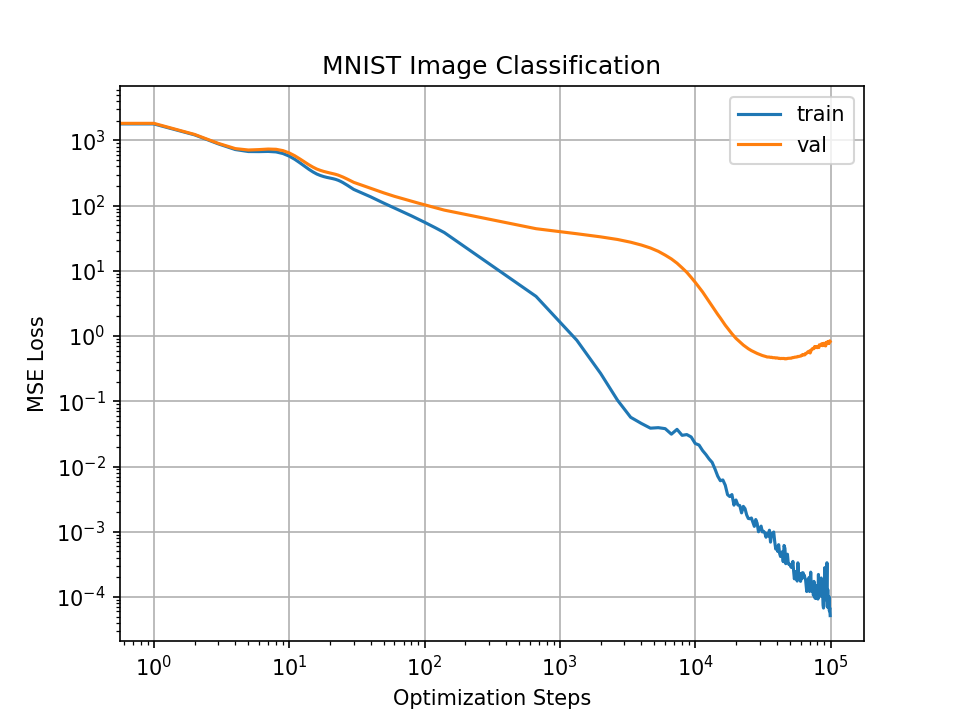 MNIST Image Classification
train
val
MSE Loss
10³
10²
10¹
10⁰
10⁻¹
10⁻²
10⁻³
10⁻⁴
10⁰ 10¹ 10² 10³ 10⁴ 10⁵
Optimization Steps